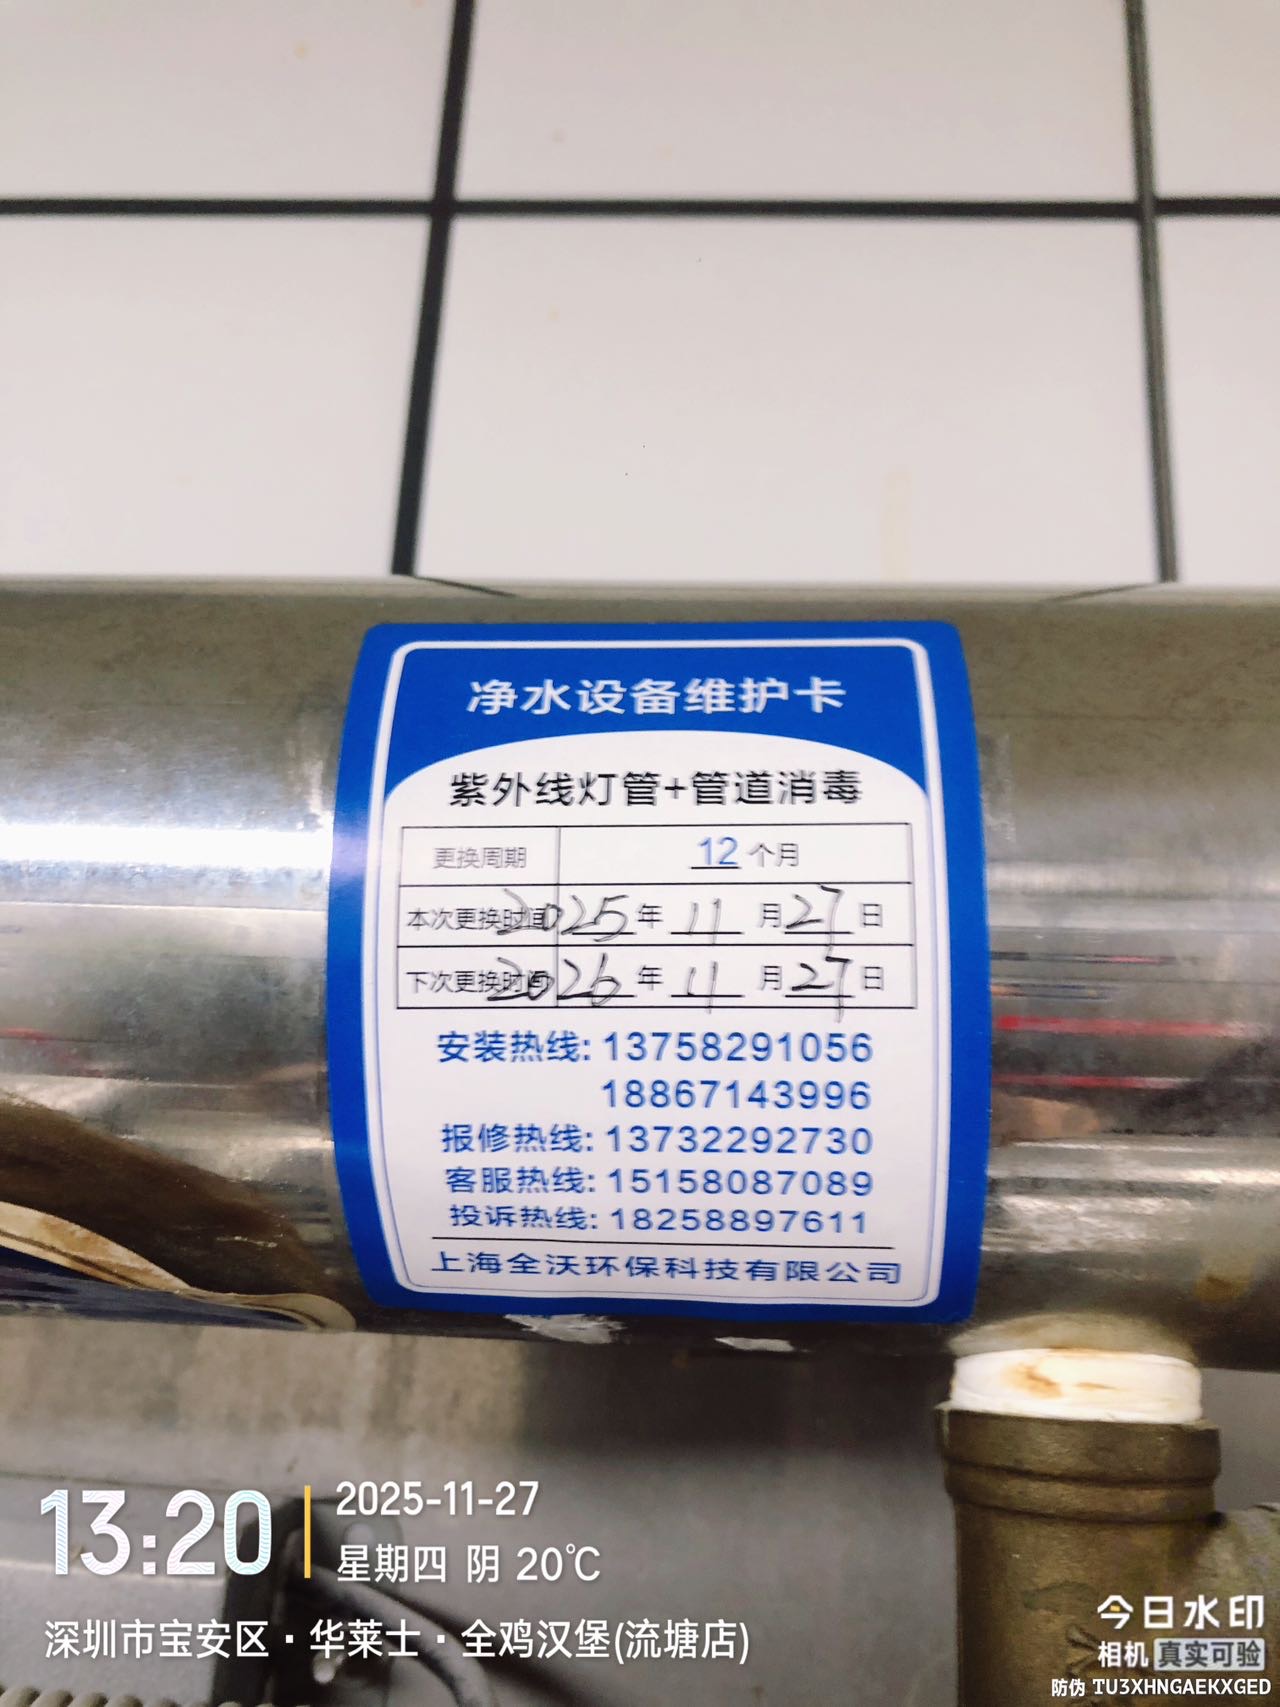 净水设备维护卡
紫外线灯管+管道消毒
更换周期 12 个月
本次更换时间 2025 年 11 月 27 日
下次更换时间 2026 年 11 月 27 日
安装热线: 13758291056
18867143996
报修热线: 13732292730
客服热线: 15158087089
投诉热线: 18258897611
上海全沃环保科技有限公司
13:20
2025-11-27
星期四 阴 20℃
深圳市宝安区·华莱士·全鸡汉堡(流塘店)
今日水印
相机 真实可验
防伪 TU3XHNGAEKXGED